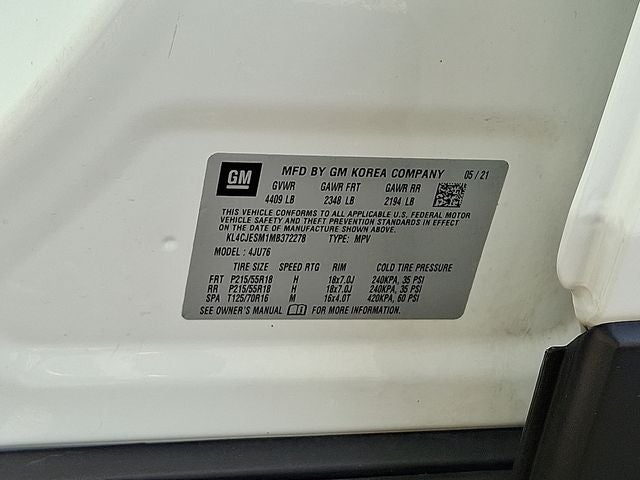 GM MFD BY GM KOREA COMPANY 05/21
GVWR GAWR FRT GAWR RR
4409 LB 2348 LB 2194 LB
THIS VEHICLE CONFORMS TO ALL APPLICABLE U.S. FEDERAL MOTOR
VEHICLE SAFETY AND THEFT PREVENTION STANDARDS IN EFFECT
ON THE DATE OF MANUFACTURE SHOWN ABOVE.
KL4CJESM1MB372278 TYPE: MPV
MODEL: 4JU76
TIRE SIZE SPEED RTG RIM COLD TIRE PRESSURE
FRT P215/55R18 H 18x7.0J 240KPA, 35 PSI
RR P215/55R18 H 18x7.0J 240KPA, 35 PSI
SPA T125/70R16 M 16x4.0T 420KPA, 60 PSI
SEE OWNER'S MANUAL FOR MORE INFORMATION.